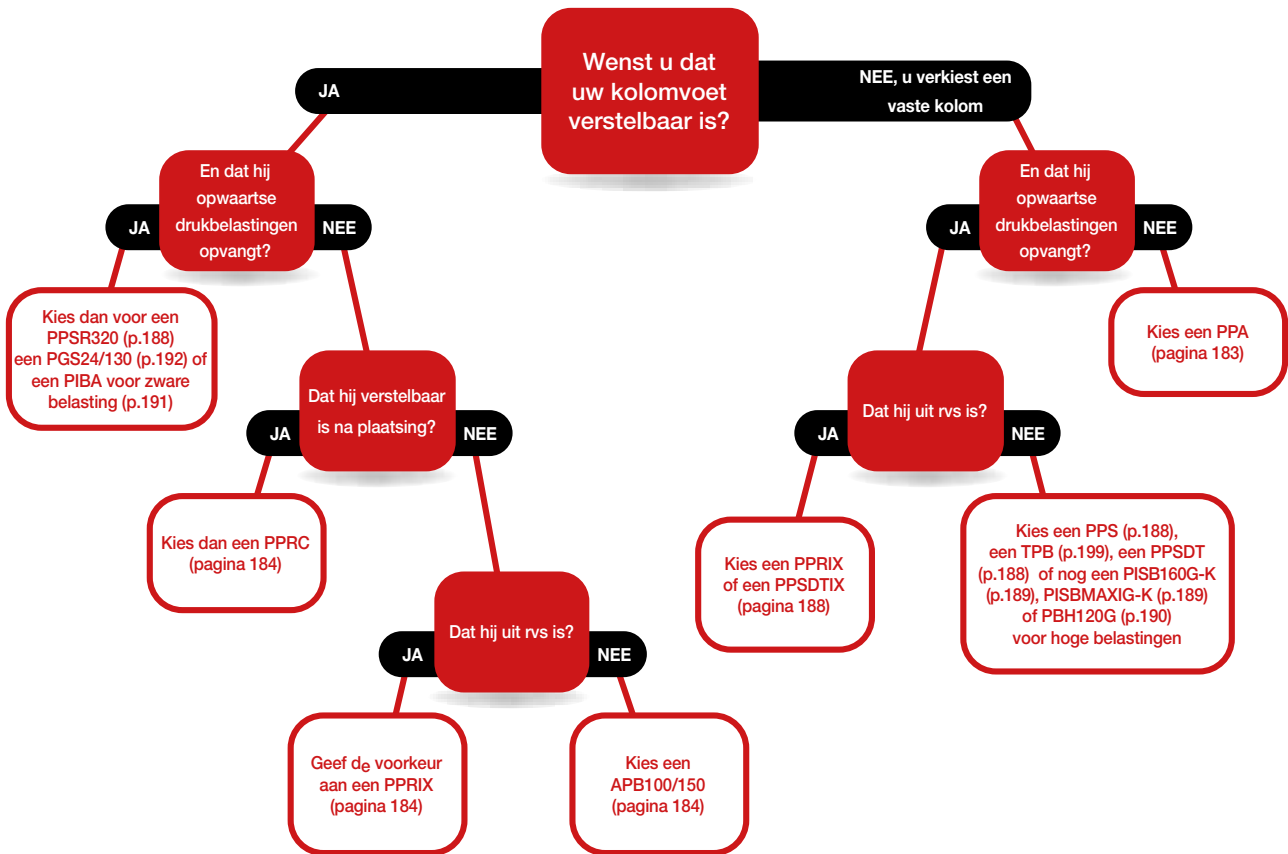 Wenst u dat
uw kolomvoet
verstelbaar is?
JA
NEE, u verkiest een
vaste kolom
En dat hij
opwaartse
drukbelastingen
opvangt?
JA
NEE
En dat hij
opwaartse
drukbelastingen
opvangt?
JA
NEE
Kies dan voor een
PPSR320 (p.188)
een PGS24/130 (p.192) of
een PIBA voor zware
belasting (p.191)
Kies een PPA
(pagina 183)
Dat hij verstelbaar
is na plaatsing?
JA
NEE
Dat hij uit rvs is?
JA
NEE
Kies dan een PPRC
(pagina 184)
Kies een PPRIX
of een PPSDTIX
(pagina 188)
Kies een PPS (p.188),
een TPB (p.199), een PPSDT
(p.188) of nog een PISB160G-K
(p.189), PISBMAXIG-K (p.189)
of PBH120G (p.190)
voor hoge belastingen
Dat hij uit rvs is?
JA
NEE
Geef de voorkeur
aan een PPRIX
(pagina 184)
Kies een
APB100/150
(pagina 184)